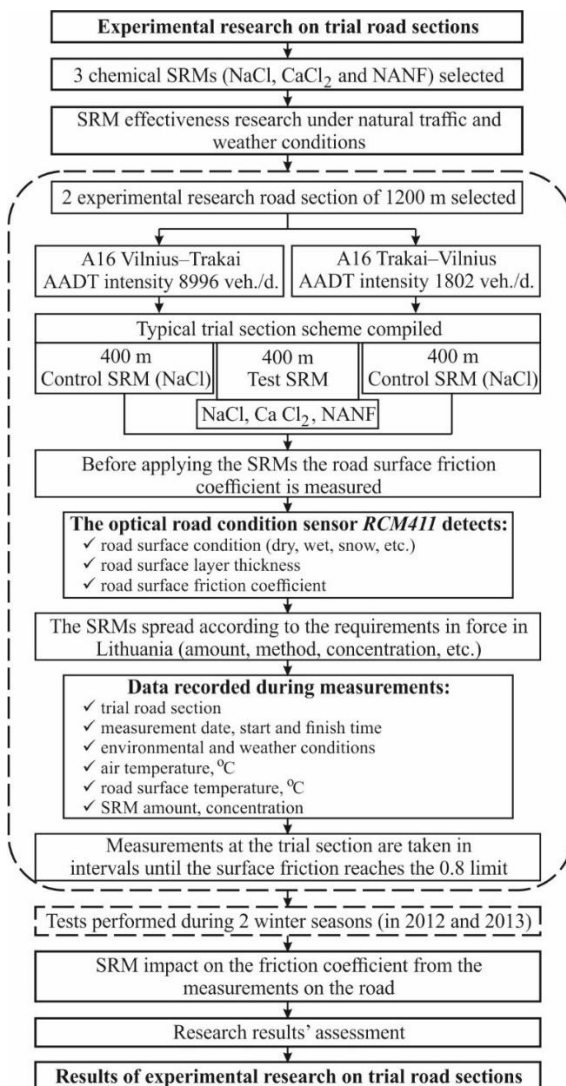 Experimental research on trial road sections
3 chemical SRMs (NaCl, CaCl₂ and NANF) selected
SRM effectiveness research under natural traffic and
weather conditions
2 experimental research road section of 1200 m selected
A16 Vilnius–Trakai
AADT intensity 8996 veh./d.
A16 Trakai–Vilnius
AADT intensity 1802 veh./d.
Typical trial section scheme compiled
400 m
Control SRM (NaCl)
400 m
Test SRM
400 m
Control SRM (NaCl)
NaCl, Ca Cl₂, NANF
Before applying the SRMs the road surface friction
coefficient is measured
The optical road condition sensor RCM411 detects:
✓ road surface condition (dry, wet, snow, etc.)
✓ road surface layer thickness
✓ road surface friction coefficient
The SRMs spread according to the requirements in force in
Lithuania (amount, method, concentration, etc.)
Data recorded during measurements:
✓ trial road section
✓ measurement date, start and finish time
✓ environmental and weather conditions
✓ air temperature, ⁰C
✓ road surface temperature, ⁰C
✓ SRM amount, concentration
Measurements at the trial section are taken in
intervals until the surface friction reaches the 0.8 limit
Tests performed during 2 winter seasons (in 2012 and 2013)
SRM impact on the friction coefficient from the
measurements on the road
Research results’ assessment
Results of experimental research on trial road sections